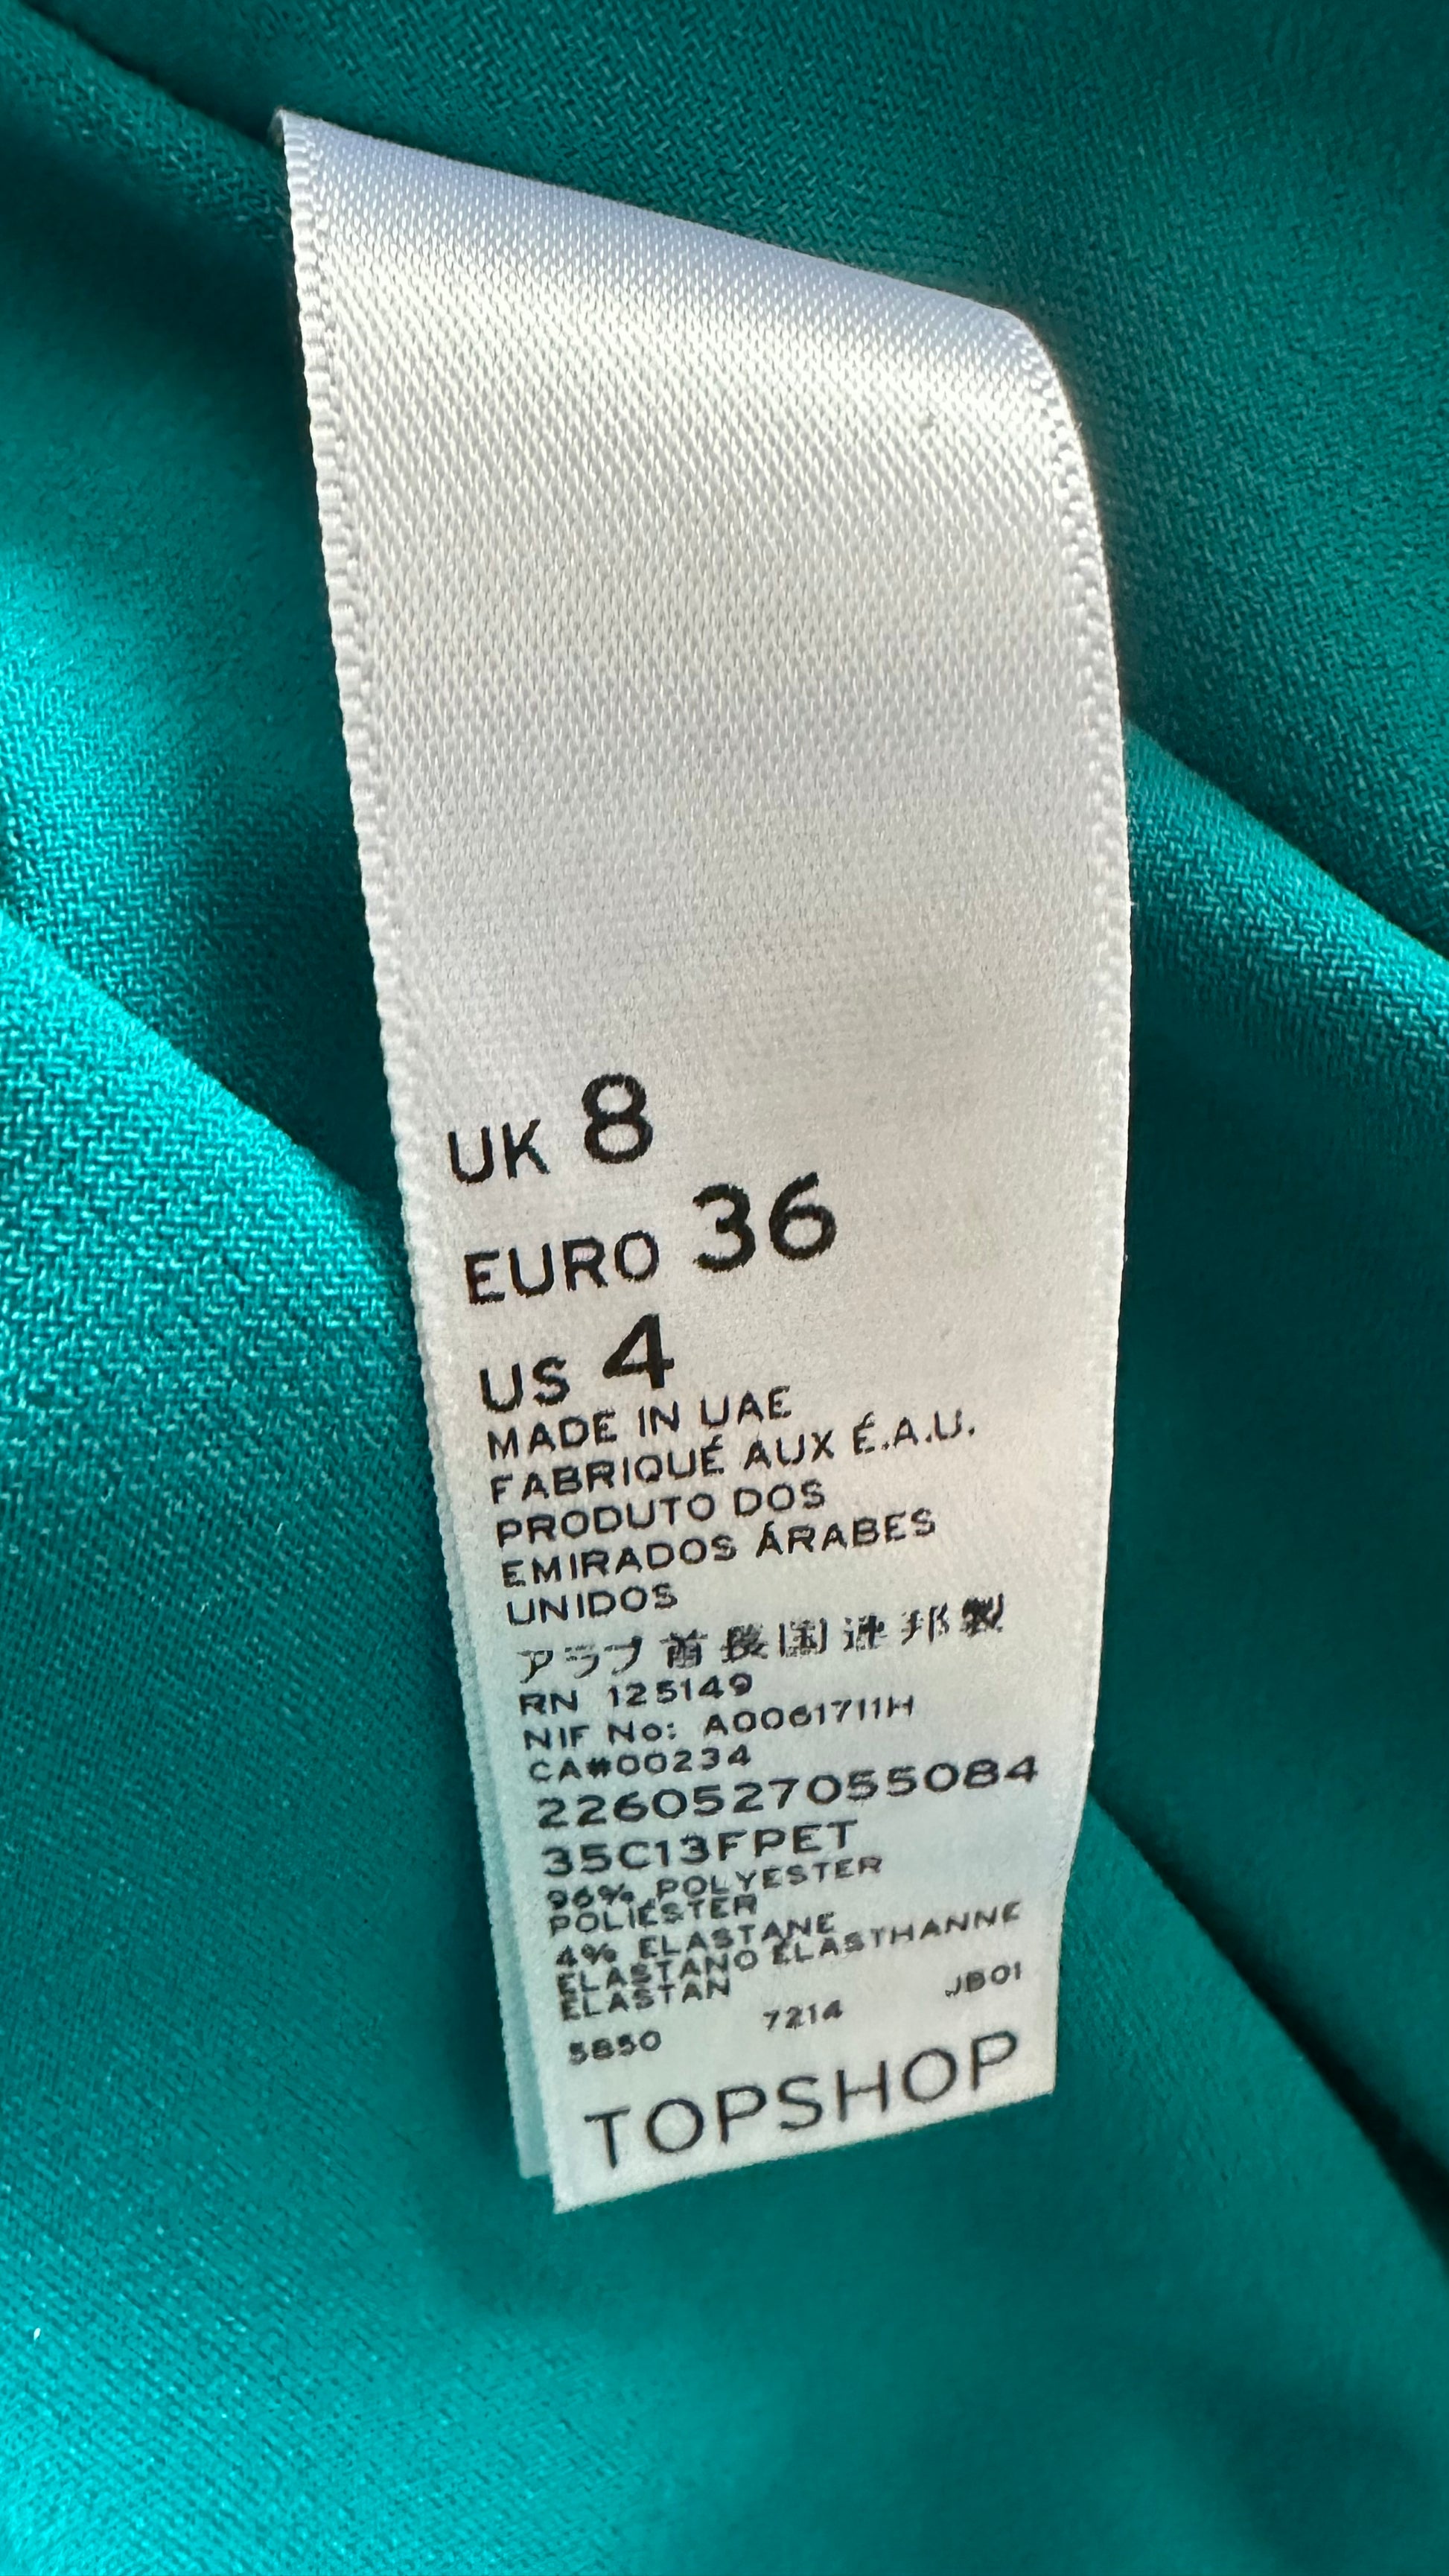 UK 8
EURO 36
US 4
MADE IN UAE
FABRIQUÉ AUX É.A.U.
PRODUTO DOS
EMIRADOS ÁRABES
UNIDOS
アラブ首長国連邦製
RN 125149
NIF No: A0061711H
CA#00234
2260527055084
35C13FPET
96% POLYESTER
POLIÉSTER
4% ELASTANE
ELASTANO ÉLASTHANNE
ELASTAN
5850 7214 JB01
TOPSHOP